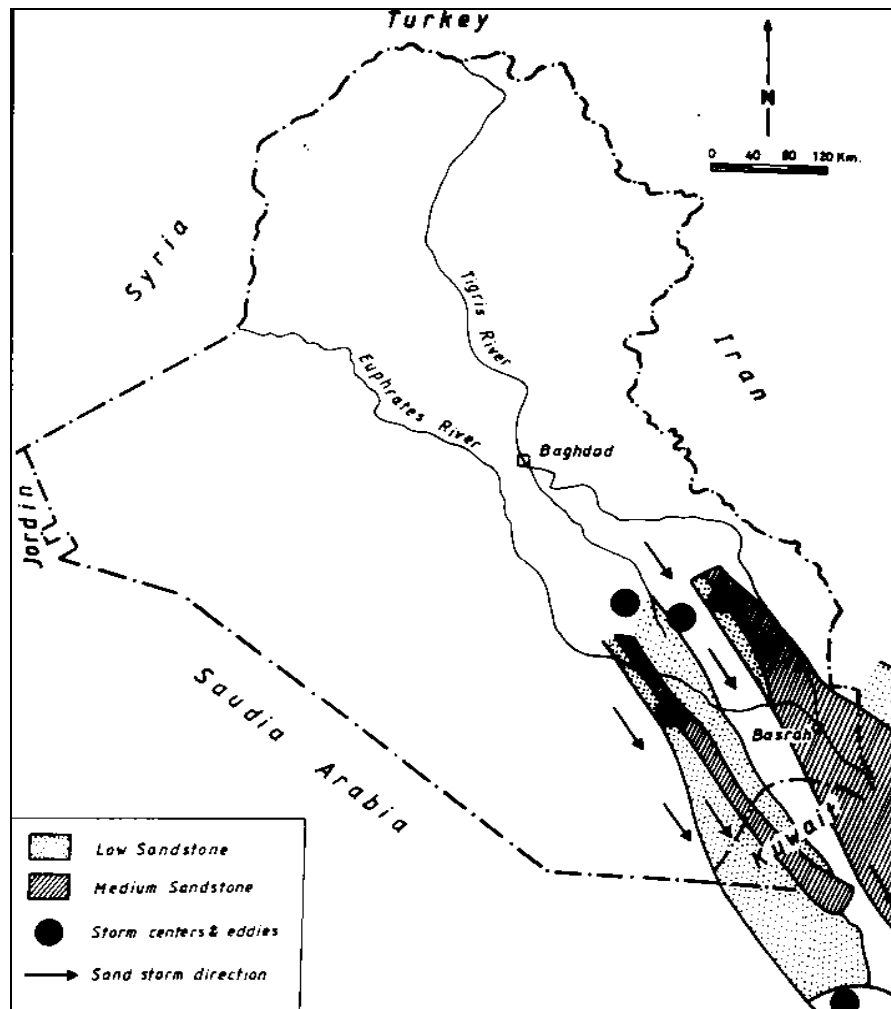 Turkey
N
0 40 80 120 Km.
Syria
Tigris River
Iran
Euphrates River
Baghdad
Jordin
Saudia Arabia
Basrah
Kuwait
Low Sandstone
Medium Sandstone
Storm centers & eddies
Sand storm direction